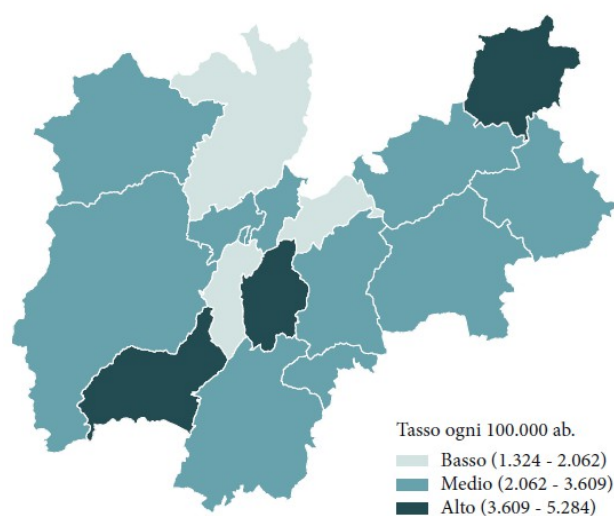 Tasso ogni 100.000 ab.
Basso (1.324 - 2.062)
Medio (2.062 - 3.609)
Alto (3.609 - 5.284)